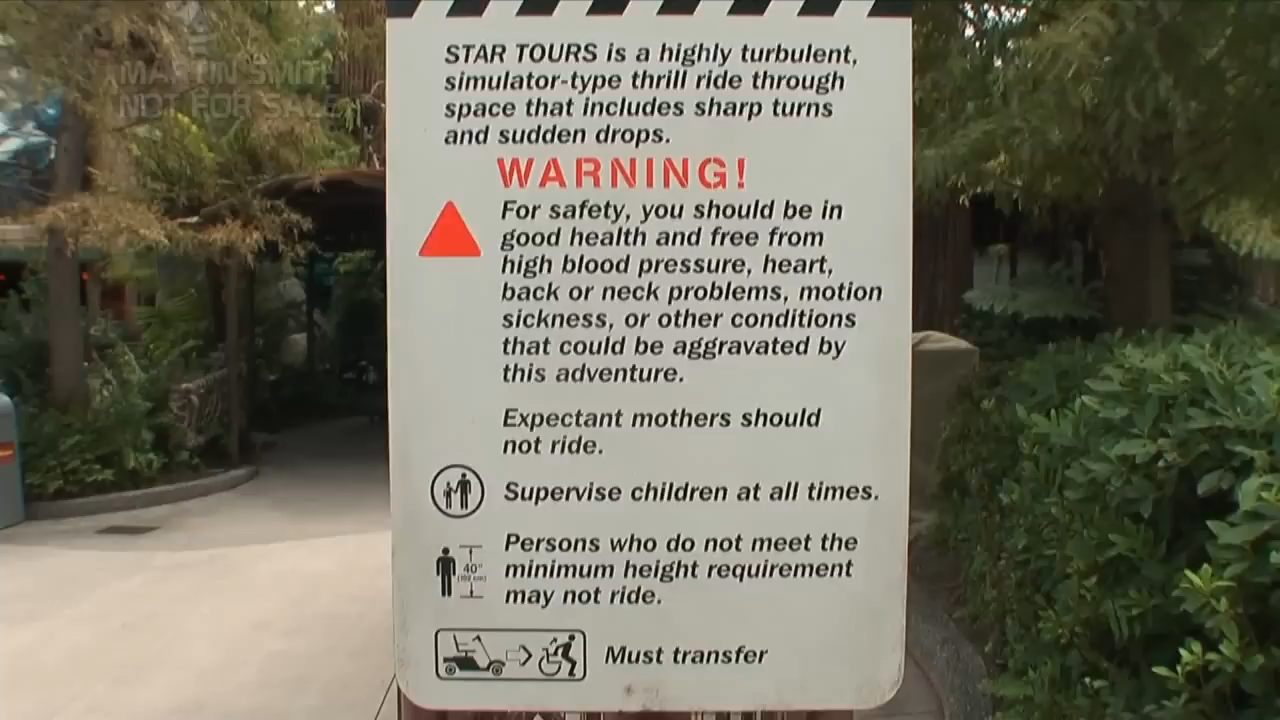 MARTIN SMITH
NOT FOR SALE
STAR TOURS is a highly turbulent,
simulator-type thrill ride through
space that includes sharp turns
and sudden drops.
WARNING!
For safety, you should be in
good health and free from
high blood pressure, heart,
back or neck problems, motion
sickness, or other conditions
that could be aggravated by
this adventure.
Expectant mothers should
not ride.
Supervise children at all times.
Persons who do not meet the
minimum height requirement
may not ride.
40"
(102 cm)
Must transfer